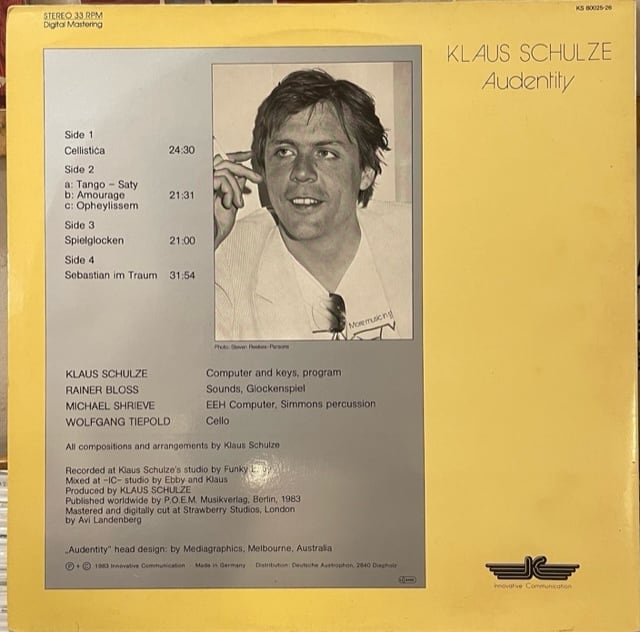 STEREO 33 RPM
Digital Mastering
KS 80025-26
KLAUS SCHULZE
Audentity
Side 1
Cellistica 24:30
Side 2
a: Tango – Saty
b: Amourage 21:31
c: Opheylissem
Side 3
Spielglocken 21:00
Side 4
Sebastian im Traum 31:54
More music in
Photo: Steven Reekes-Parsons
KLAUS SCHULZE Computer and keys, program
RAINER BLOSS Sounds, Glockenspiel
MICHAEL SHRIEVE EEH Computer, Simmons percussion
WOLFGANG TIEPOLD Cello
All compositions and arrangements by Klaus Schulze
Recorded at Klaus Schulze's studio by Funky
Mixed at –IC– studio by Ebby and Klaus
Produced by KLAUS SCHULZE
Published worldwide by P.O.E.M. Musikverlag, Berlin, 1983
Mastered and digitally cut at Strawberry Studios, London
by Avi Landenberg
„Audentity" head design: by Mediagraphics, Melbourne, Australia
Ⓟ + © 1983 Innovative Communication · Made in Germany · Distribution: Deutsche Austrophon, 2840 Diepholz
IC
Innovative Communication